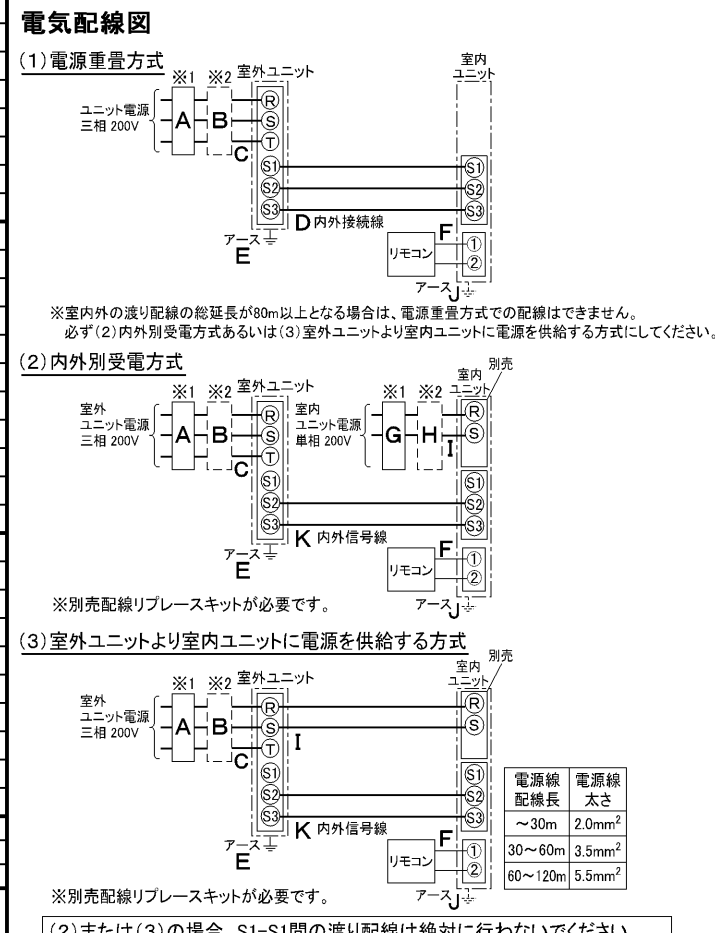 電気配線図
(1)電源重畳方式
※1 ※2 室外ユニット
室内
ユニット
ユニット電源
三相 200V
A B
C
R
S
T
S1 S1
S2 S2
S3 S3
D 内外接続線
アース
E
リモコン
F
①
②
アース J
※室内外の渡り配線の総延長が80m以上となる場合は、電源重畳方式での配線はできません。
必ず(2)内外別受電方式あるいは(3)室外ユニットより室内ユニットに電源を供給する方式にしてください。
(2)内外別受電方式
※1 ※2 室外ユニット
※1 ※2 室内
ユニット
別売
室外
ユニット電源
三相 200V
A B
C
R
S
T
S1
S2
S3
室内
ユニット電源
単相 200V
G H
I
R
S
S1
S2
S3
K 内外信号線
アース
E
リモコン
F
①
②
アース J
※別売配線リプレースキットが必要です。
(3)室外ユニットより室内ユニットに電源を供給する方式
※1 ※2 室外ユニット
室内
ユニット
別売
室外
ユニット電源
三相 200V
A B
C
R
S
T
I
S1
S2
S3
R
S
S1
S2
S3
K 内外信号線
アース
E
リモコン
F
①
②
アース J
電源線 配線長 電源線 太さ
～30m 2.0mm²
30～60m 3.5mm²
60～120m 5.5mm²
※別売配線リプレースキットが必要です。
(2)または(3)の場合、S1-S1間の渡り配線は絶対に行わないでください